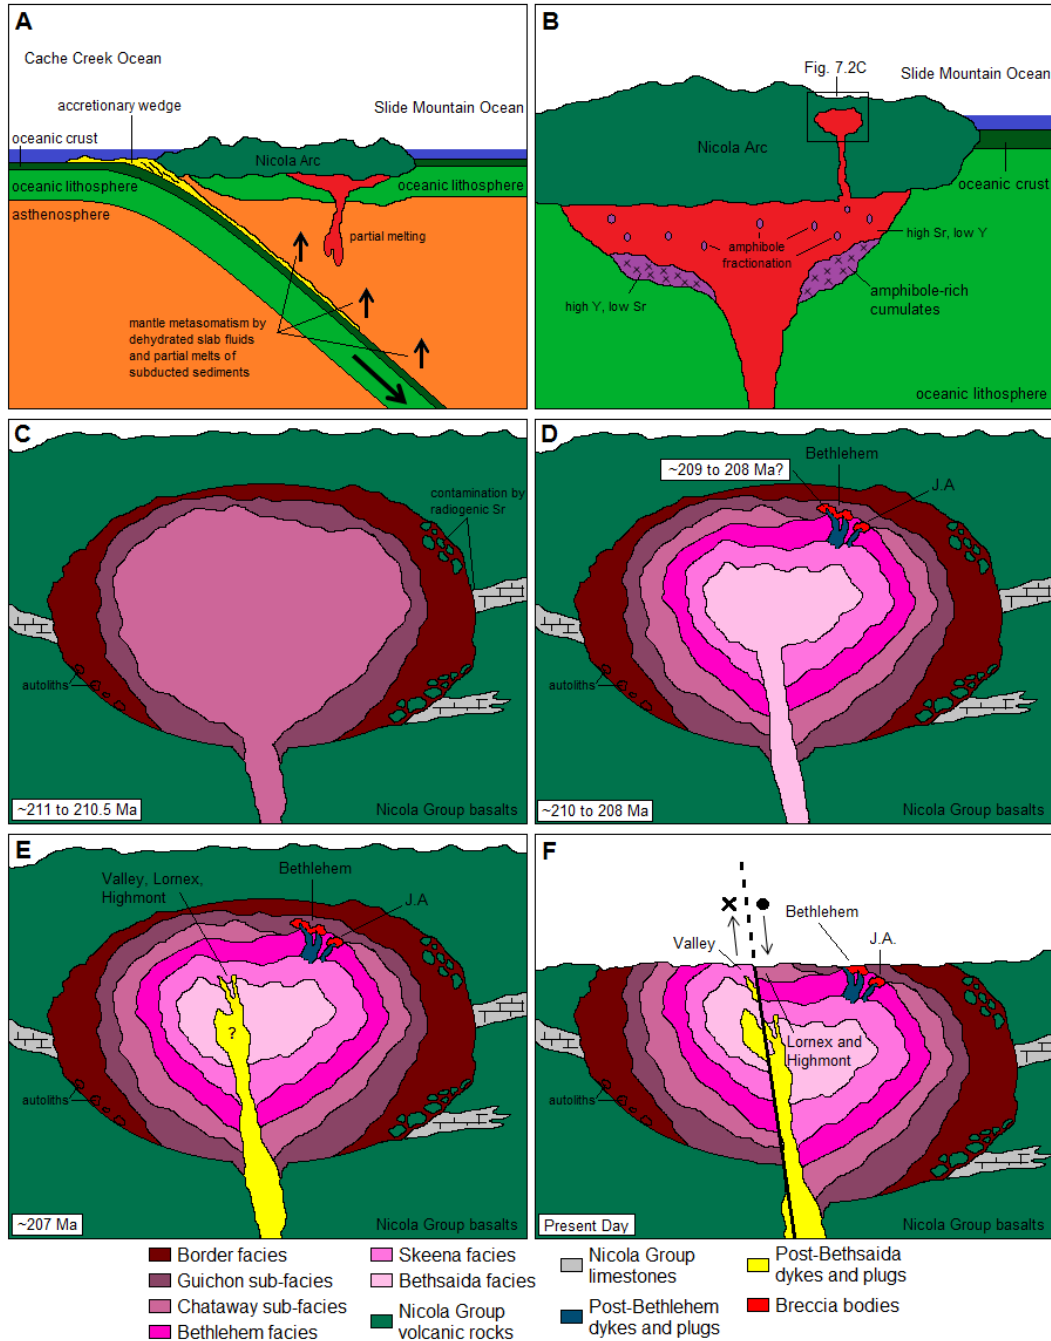 A
Cache Creek Ocean
accretionary wedge
Slide Mountain Ocean
oceanic crust
Nicola Arc
oceanic lithosphere
oceanic lithosphere
asthenosphere
partial melting
mantle metasomatism by
dehydrated slab fluids
and partial melts of
subducted sediments
B
Fig. 7.2C
Slide Mountain Ocean
Nicola Arc
oceanic crust
high Sr, low Y
amphibole
fractionation
high Y, low Sr
amphibole-rich
cumulates
oceanic lithosphere
C
contamination by
radiogenic Sr
autoliths
~211 to 210.5 Ma
Nicola Group basalts
D
Bethlehem
~209 to 208 Ma?
J.A
autoliths
~210 to 208 Ma
Nicola Group basalts
E
Valley, Lornex,
Highmont
Bethlehem
J.A
?
autoliths
~207 Ma
Nicola Group basalts
F
Bethlehem
Valley
J.A.
Lornex and
Highmont
autoliths
Present Day
Nicola Group basalts
Border facies
Guichon sub-facies
Chataway sub-facies
Bethlehem facies
Skeena facies
Bethsaida facies
Nicola Group
volcanic rocks
Nicola Group
limestones
Post-Bethlehem
dykes and plugs
Post-Bethsaida
dykes and plugs
Breccia bodies